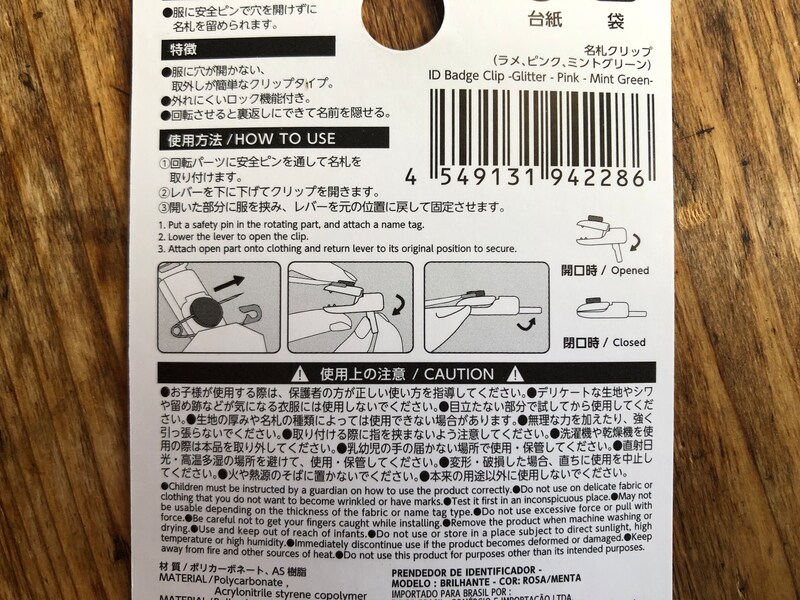 ●服に安全ピンで穴を開けずに
名札を留められます。
台紙
袋
特徴
●服に穴が開かない、
取外しが簡単なクリップタイプ。
●外れにくいロック機能付き。
●回転させると裏返しにできて名前を隠せる。
名札クリップ
(ラメ、ピンク、ミントグリーン)
ID Badge Clip -Glitter - Pink - Mint Green-
4 549131 942286
使用方法 / HOW TO USE
①回転パーツに安全ピンを通して名札を
取り付けます。
②レバーを下に下げてクリップを開きます。
③開いた部分に服を挟み、レバーを元の位置に戻して固定させます。
1. Put a safety pin in the rotating part, and attach a name tag.
2. Lower the lever to open the clip.
3. Attach open part onto clothing and return lever to its original position to secure.
開口時 / Opened
閉口時 / Closed
使用上の注意 / CAUTION
●お子様が使用する際は、保護者の方が正しい使い方を指導してください。●デリケートな生地やシワ
や留め跡などが気になる衣服には使用しないでください。●目立たない部分で試してから使用してくだ
さい。●生地の厚みや名札の種類によっては使用できない場合があります。●無理な力を加えたり、強く
引っ張らないでください。●取り付ける際に指を挟まないよう注意してください。●洗濯機や乾燥機を使
用の際は本品を取り外してください。●乳幼児の手の届かない場所で使用・保管してください。●直射日
光・高温多湿の場所を避けて、使用・保管してください。●変形・破損した場合、直ちに使用を中止し
てください。●火や熱源のそばに置かないでください。●本来の用途以外に使用しないでください。
●Children must be instructed by a guardian on how to use the product correctly.●Do not use on delicate fabric or
clothing that you do not want to become wrinkled or have marks.●Test it first in an inconspicuous place.●May not
be usable depending on the thickness of the fabric or name tag type.●Do not use excessive force or pull with
force.●Be careful not to get your fingers caught while installing.●Remove the product when machine washing or
drying.●Use and keep out of reach of infants.●Do not use or store in a place subject to direct sunlight, high
temperature or high humidity.●Immediately discontinue use if the product becomes deformed or damaged.●Keep
away from fire and other sources of heat.●Do not use this product for purposes other than its intended purposes.
材 質 / ポリカーボネート、AS 樹脂
MATERIAL / Polycarbonate ,
Acrylonitrile styrene copolymer
PRENDEDOR DE IDENTIFICADOR -
MODELO : BRILHANTE - COR: ROSA/MENTA
IMPORTADO PARA BRASIL POR :